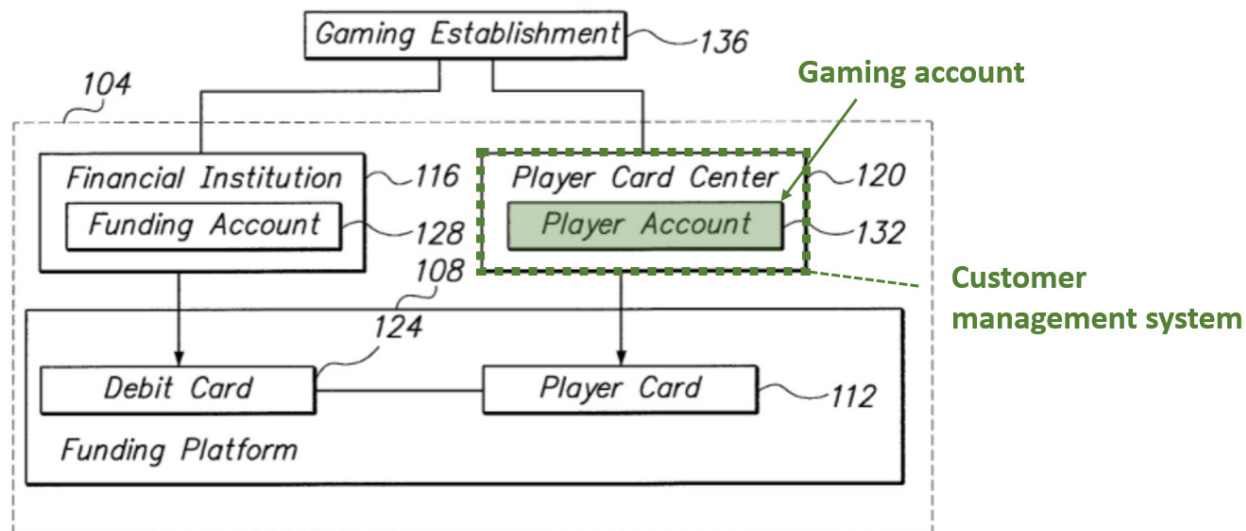 Gaming Establishment
136
Gaming account
104
Financial Institution
116
Player Card Center
120
Funding Account
128
Player Account
132
108
Customer
management system
124
Debit Card
Player Card
112
Funding Platform